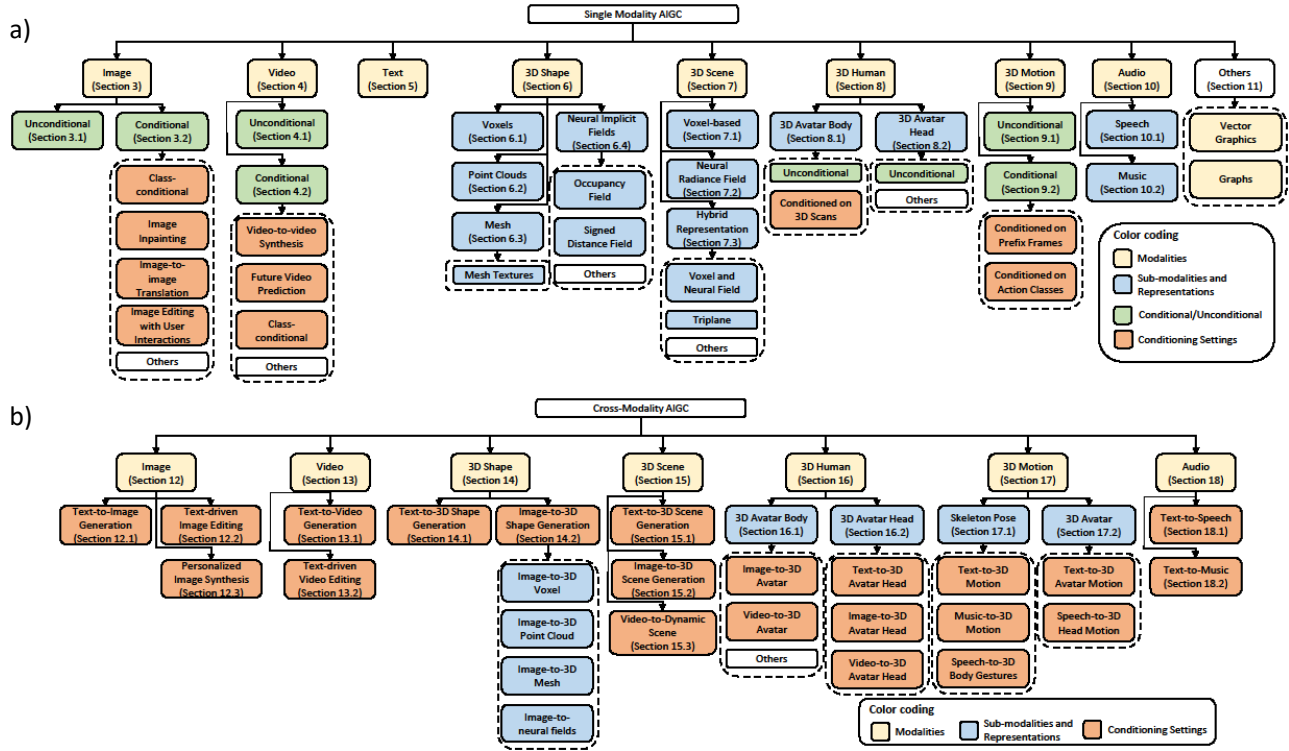 a)
Single Modality AIGC
Image
(Section 3)
Video
(Section 4)
Text
(Section 5)
3D Shape
(Section 6)
3D Scene
(Section 7)
3D Human
(Section 8)
3D Motion
(Section 9)
Audio
(Section 10)
Others
(Section 11)
Unconditional
(Section 3.1)
Conditional
(Section 3.2)
Class-
conditional
Image
Inpainting
Image-to-
image
Translation
Image Editing
with User
Interactions
Others
Unconditional
(Section 4.1)
Conditional
(Section 4.2)
Video-to-video
Synthesis
Future Video
Prediction
Class-
conditional
Others
Voxels
(Section 6.1)
Point Clouds
(Section 6.2)
Mesh
(Section 6.3)
Mesh Textures
Neural Implicit
Fields
(Section 6.4)
Occupancy
Field
Signed
Distance Field
Others
Voxel-based
(Section 7.1)
Neural
Radiance Field
(Section 7.2)
Hybrid
Representation
(Section 7.3)
Voxel and
Neural Field
Triplane
Others
3D Avatar Body
(Section 8.1)
Unconditional
Conditioned on
3D Scans
3D Avatar
Head
(Section 8.2)
Unconditional
Others
Unconditional
(Section 9.1)
Conditional
(Section 9.2)
Conditioned on
Prefix Frames
Conditioned on
Action Classes
Speech
(Section 10.1)
Music
(Section 10.2)
Vector
Graphics
Graphs
Color coding
Modalities
Sub-modalities and
Representations
Conditional/Unconditional
Conditioning Settings
b)
Cross-Modality AIGC
Image
(Section 12)
Video
(Section 13)
3D Shape
(Section 14)
3D Scene
(Section 15)
3D Human
(Section 16)
3D Motion
(Section 17)
Audio
(Section 18)
Text-to-Image
Generation
(Section 12.1)
Text-driven
Image Editing
(Section 12.2)
Personalized
Image Synthesis
(Section 12.3)
Text-to-Video
Generation
(Section 13.1)
Text-driven
Video Editing
(Section 13.2)
Text-to-3D Shape
Generation
(Section 14.1)
Image-to-3D
Shape Generation
(Section 14.2)
Image-to-3D
Voxel
Image-to-3D
Point Cloud
Image-to-3D
Mesh
Image-to-
neural fields
Text-to-3D Scene
Generation
(Section 15.1)
Image-to-3D
Scene Generation
(Section 15.2)
Video-to-Dynamic
Scene
(Section 15.3)
3D Avatar Body
(Section 16.1)
Image-to-3D
Avatar
Video-to-3D
Avatar
Others
3D Avatar Head
(Section 16.2)
Text-to-3D
Avatar Head
Image-to-3D
Avatar Head
Video-to-3D
Avatar Head
Skeleton Pose
(Section 17.1)
Text-to-3D
Motion
Music-to-3D
Motion
Speech-to-3D
Body Gestures
3D Avatar
(Section 17.2)
Text-to-3D
Avatar Motion
Speech-to-3D
Head Motion
Text-to-Speech
(Section 18.1)
Text-to-Music
(Section 18.2)
Color coding
Modalities
Sub-modalities and
Representations
Conditioning Settings